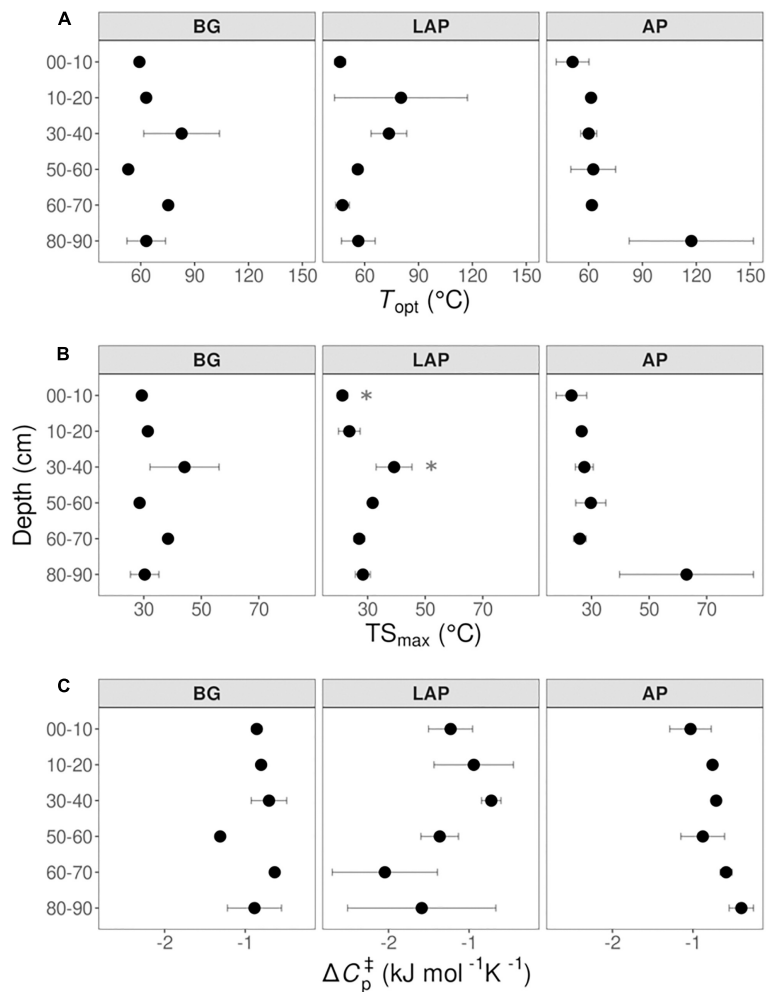 A
BG LAP AP
00-10
10-20
30-40
50-60
60-70
80-90
60 90 120 150 60 90 120 150 60 90 120 150
Topt (°C)
B
BG LAP AP
00-10 *
10-20
30-40 *
50-60
60-70
80-90
30 50 70 30 50 70 30 50 70
TSmax (°C)
Depth (cm)
C
BG LAP AP
00-10
10-20
30-40
50-60
60-70
80-90
-2 -1 -2 -1 -2 -1
ΔC‡p (kJ mol -1K -1)